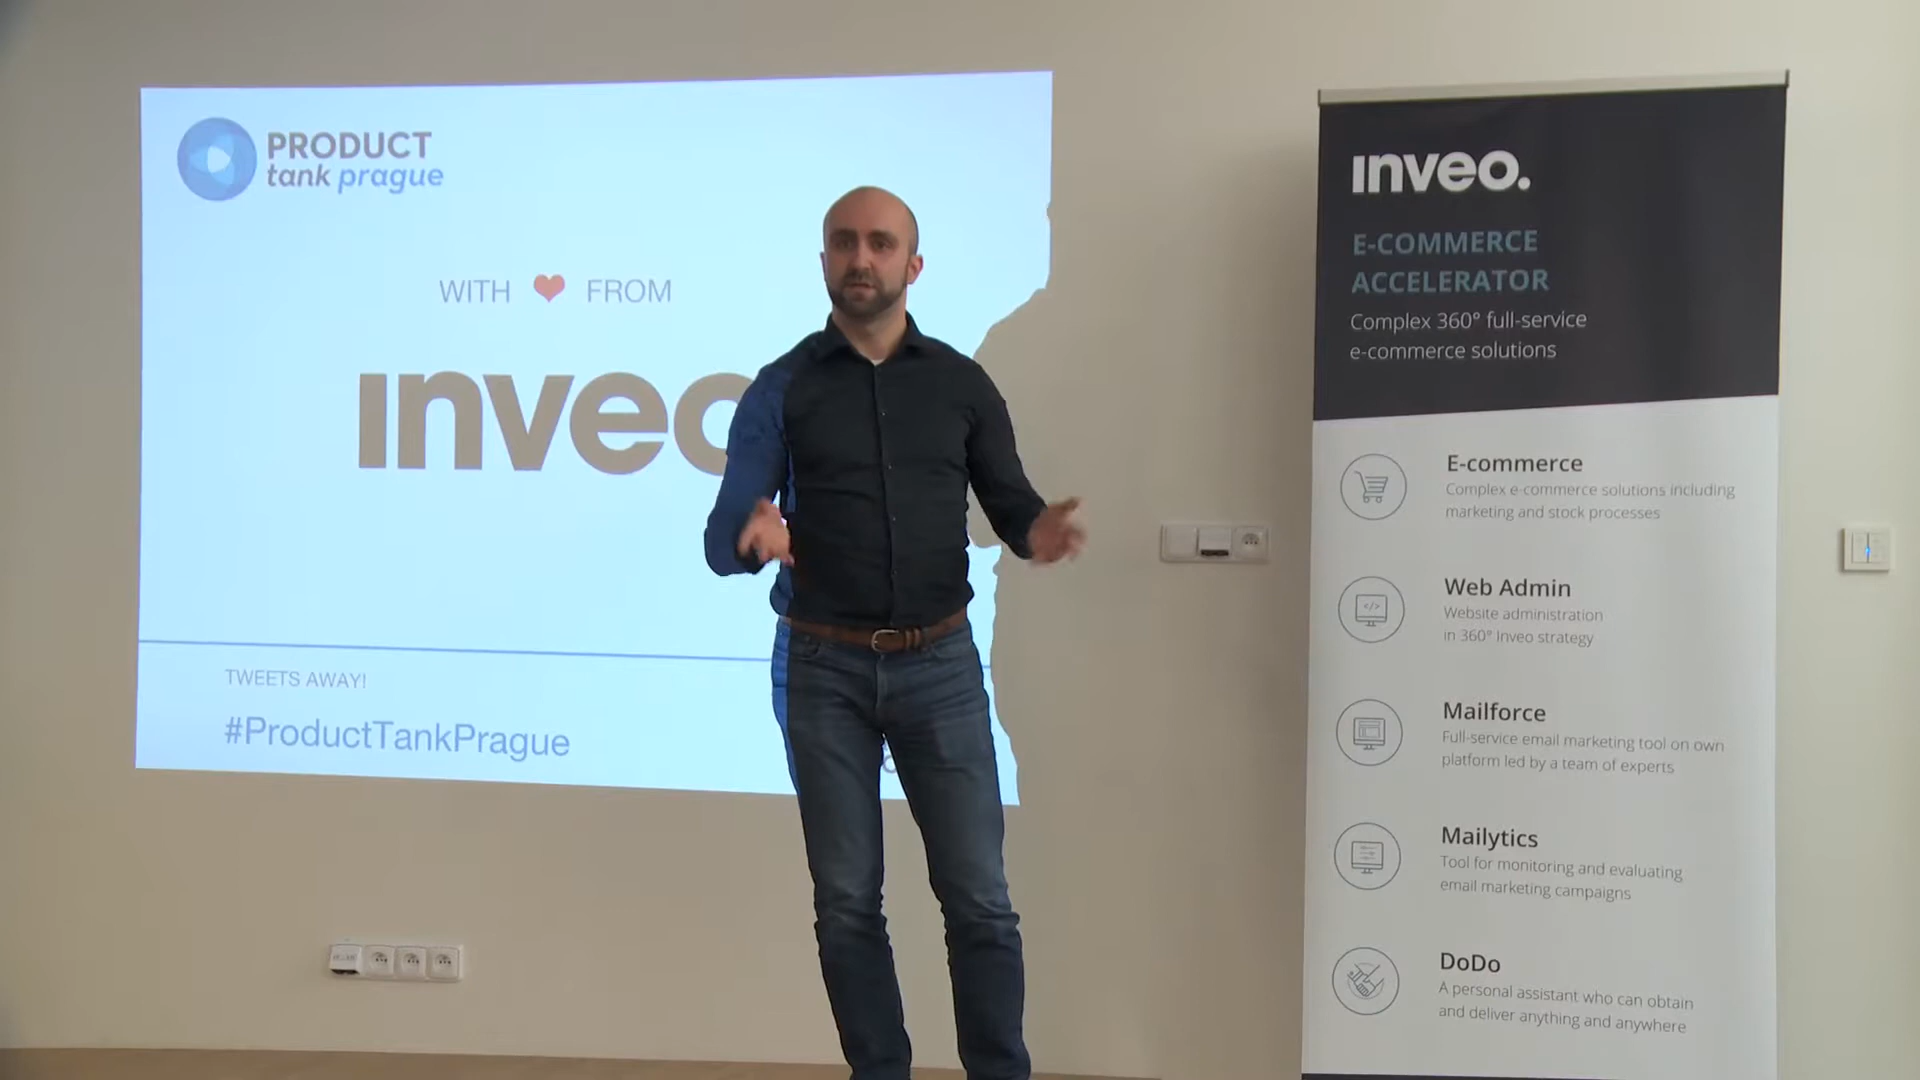 PRODUCT
tank prague
WITH ❤ FROM
inveo.
TWEETS AWAY!
#ProductTankPrague
inveo.
E-COMMERCE
ACCELERATOR
Complex 360° full-service
e-commerce solutions
E-commerce
Complex e-commerce solutions including
marketing and stock processes
Web Admin
Website administration
in 360° Inveo strategy
Mailforce
Full-service email marketing tool on own
platform led by a team of experts
Mailytics
Tool for monitoring and evaluating
email marketing campaigns
DoDo
A personal assistant who can obtain
and deliver anything and anywhere